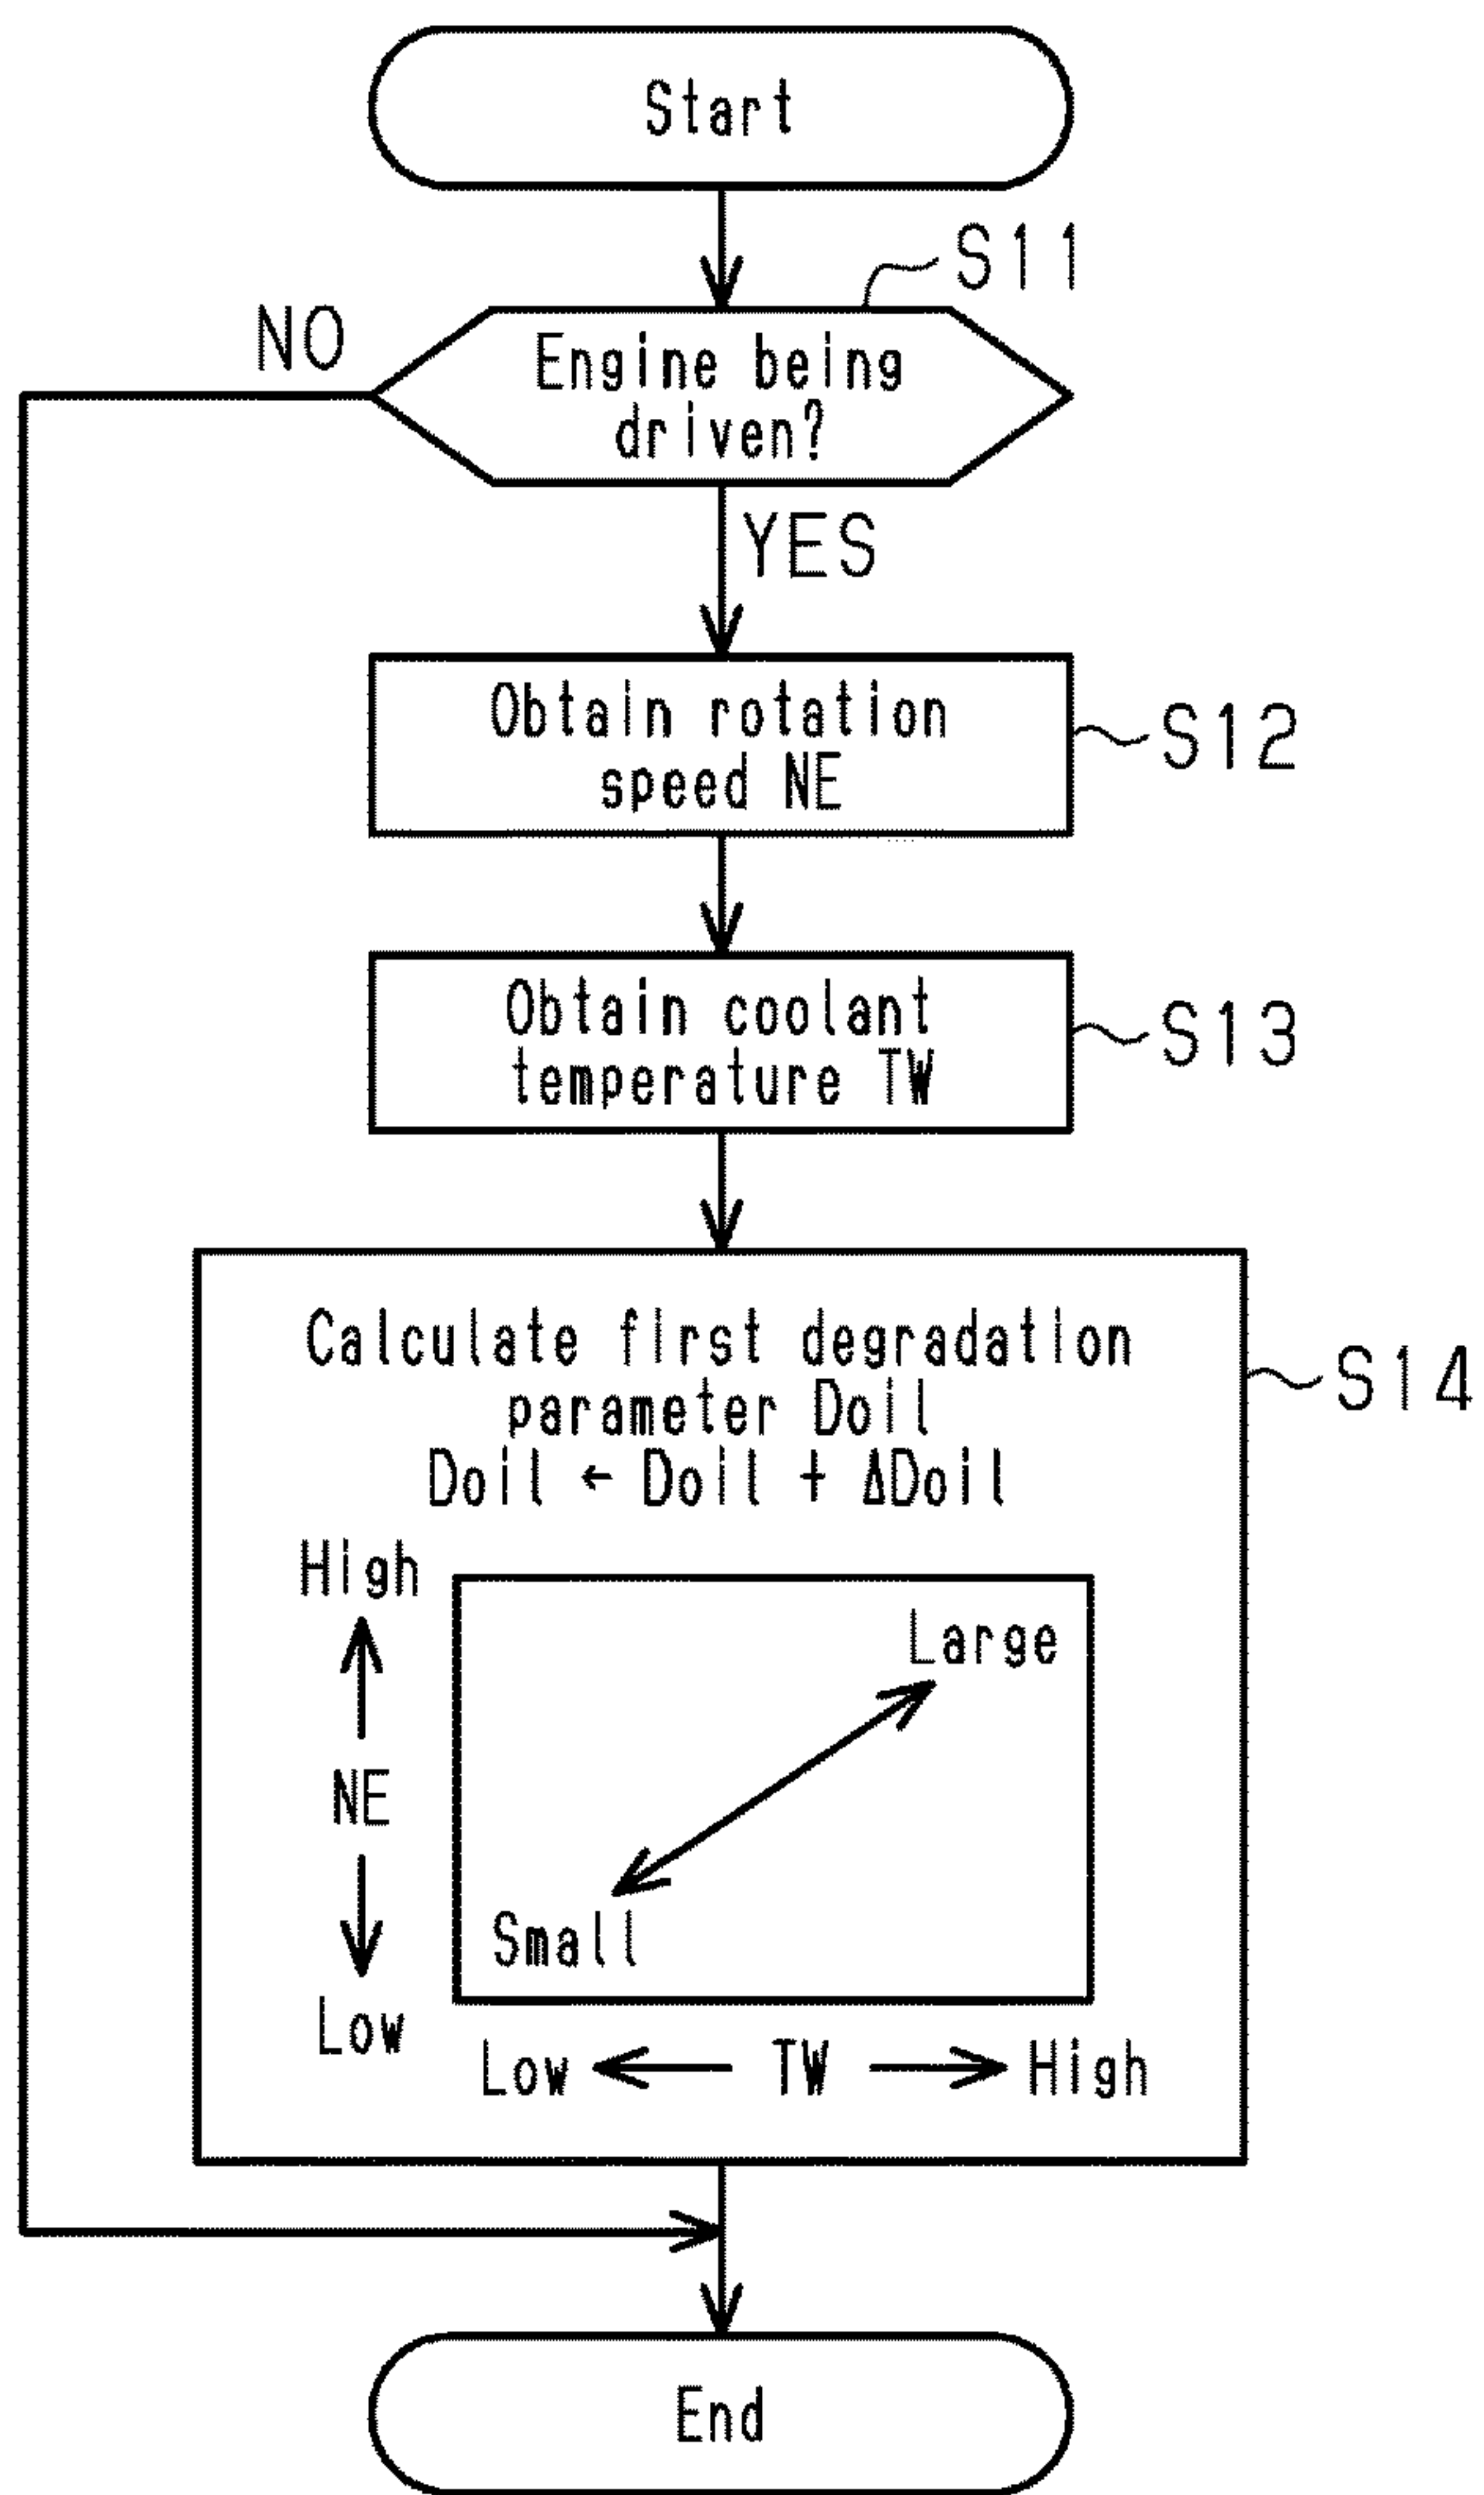 Start
S11
NO
Engine being
driven?
YES
Obtain rotation
speed NE
S12
Obtain coolant
temperature TW
S13
Calculate first degradation
parameter Doil
Doil ← Doil + ΔDoil
S14
High
Large
NE
Small
Low
Low ← TW → High
End